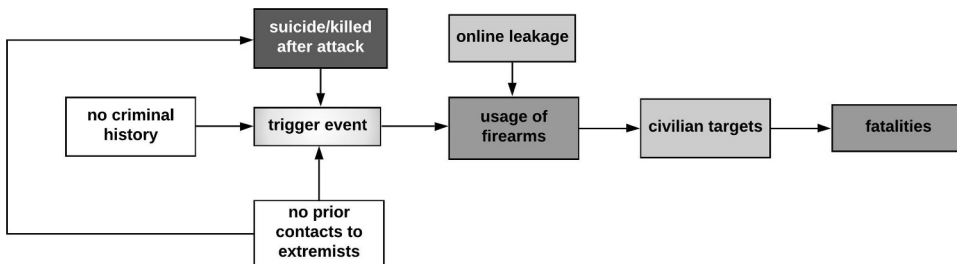 suicide/killed
after attack
online leakage
no criminal
history
trigger event
usage of
firearms
civilian targets
fatalities
no prior
contacts to
extremists